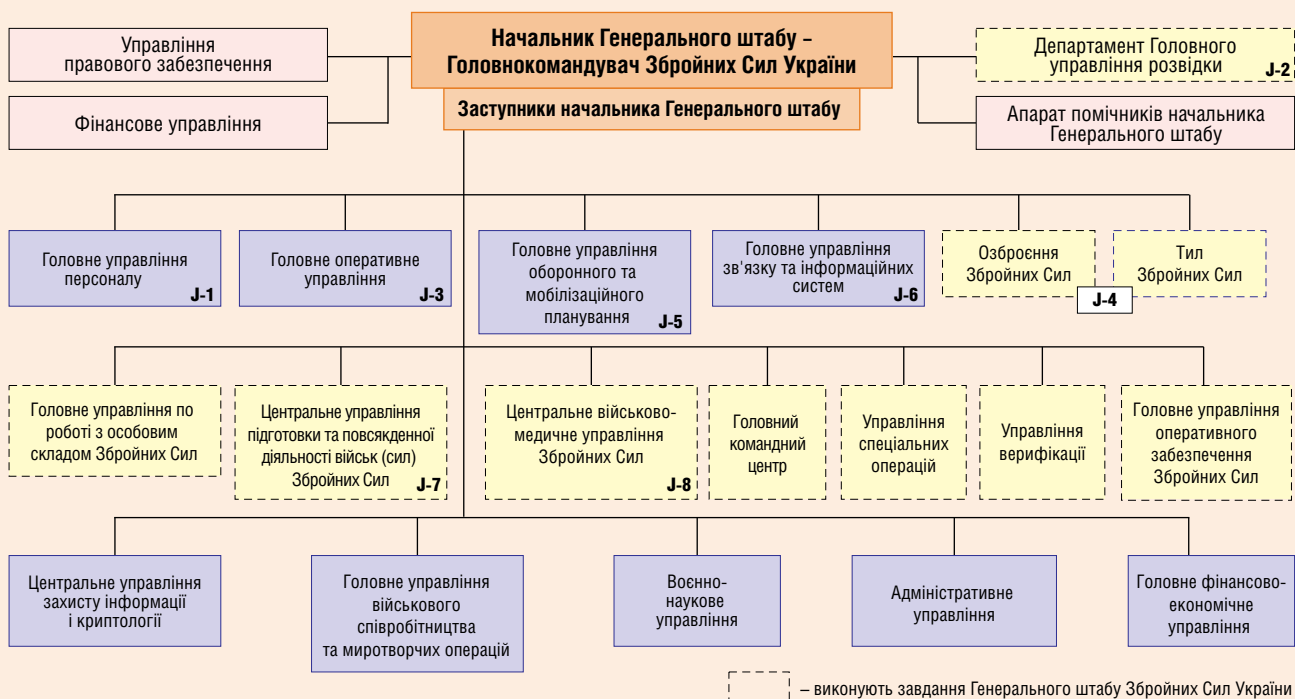 Управління
правового забезпечення
Фінансове управління
Начальник Генерального штабу –
Головнокомандувач Збройних Сил України
Заступники начальника Генерального штабу
Департамент Головного
управління розвідки
J-2
Апарат помічників начальника
Генерального штабу
Головне управління
персоналу
J-1
Головне оперативне
управління
J-3
Головне управління
оборонного та
мобілізаційного
планування
J-5
Головне управління
зв'язку та інформаційних
систем
J-6
Озброєння
Збройних Сил
Тил
Збройних Сил
J-4
Головне управління по
роботі з особовим
складом Збройних Сил
Центральне управління
підготовки та повсякденної
діяльності військ (сил)
Збройних Сил
J-7
Центральне військово-
медичне управління
Збройних Сил
J-8
Головний
командний
центр
Управління
спеціальних
операцій
Управління
верифікації
Головне управління
оперативного
забезпечення
Збройних Сил
Центральне управління
захисту інформації
і криптології
Головне управління
військового
співробітництва
та миротворчих операцій
Воєнно-
наукове
управління
Адміністративне
управління
Головне фінансово-
економічне
управління
– виконують завдання Генерального штабу Збройних Сил України